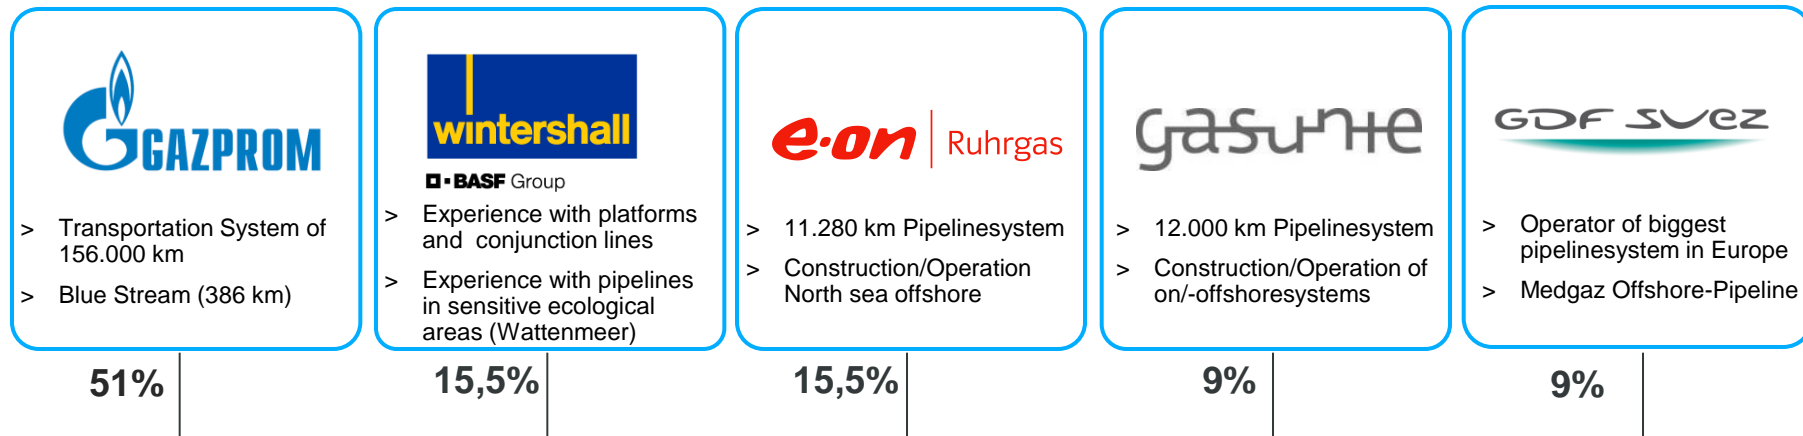 GAZPROM
> Transportation System of
156.000 km
> Blue Stream (386 km)
51%
wintershall
BASF Group
> Experience with platforms
and conjunction lines
> Experience with pipelines
in sensitive ecological
areas (Wattenmeer)
15,5%
e·on Ruhrgas
> 11.280 km Pipelinesystem
> Construction/Operation
North sea offshore
15,5%
gasunie
> 12.000 km Pipelinesystem
> Construction/Operation of
on/-offshoresystems
9%
GDF SUEZ
> Operator of biggest
pipelinesystem in Europe
> Medgaz Offshore-Pipeline
9%